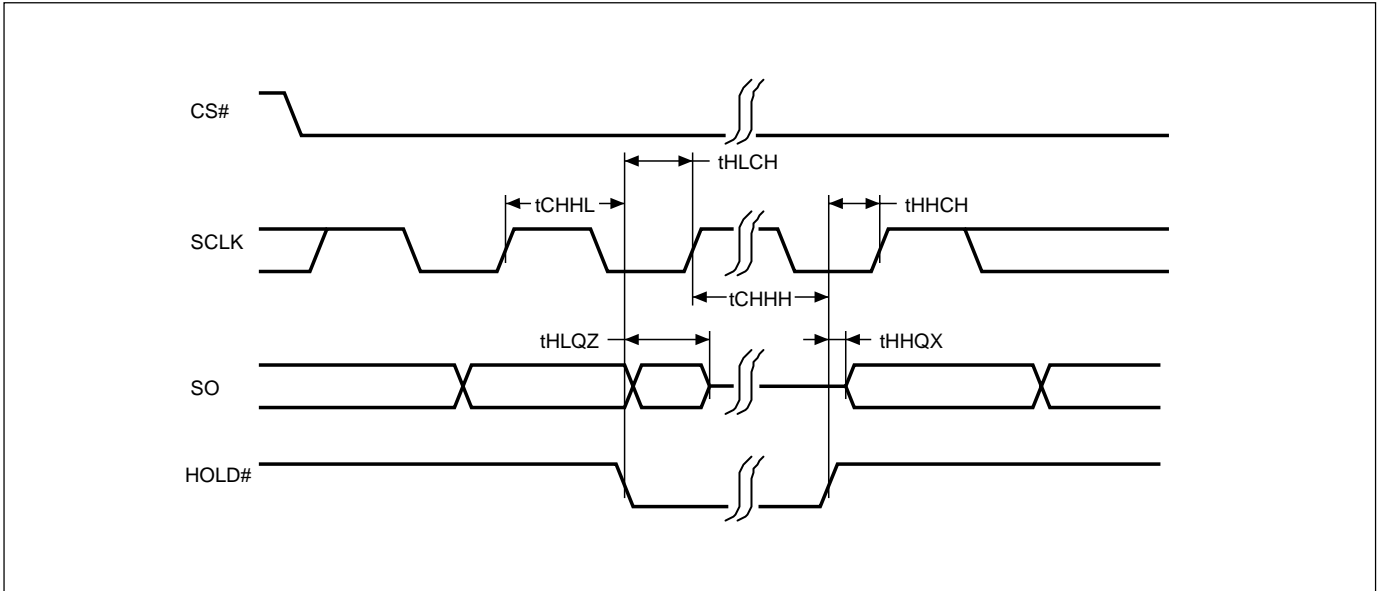 CS#
tHLCH
tCHHL
tHHCH
SCLK
tCHHH
tHLQZ
tHHQX
SO
HOLD#